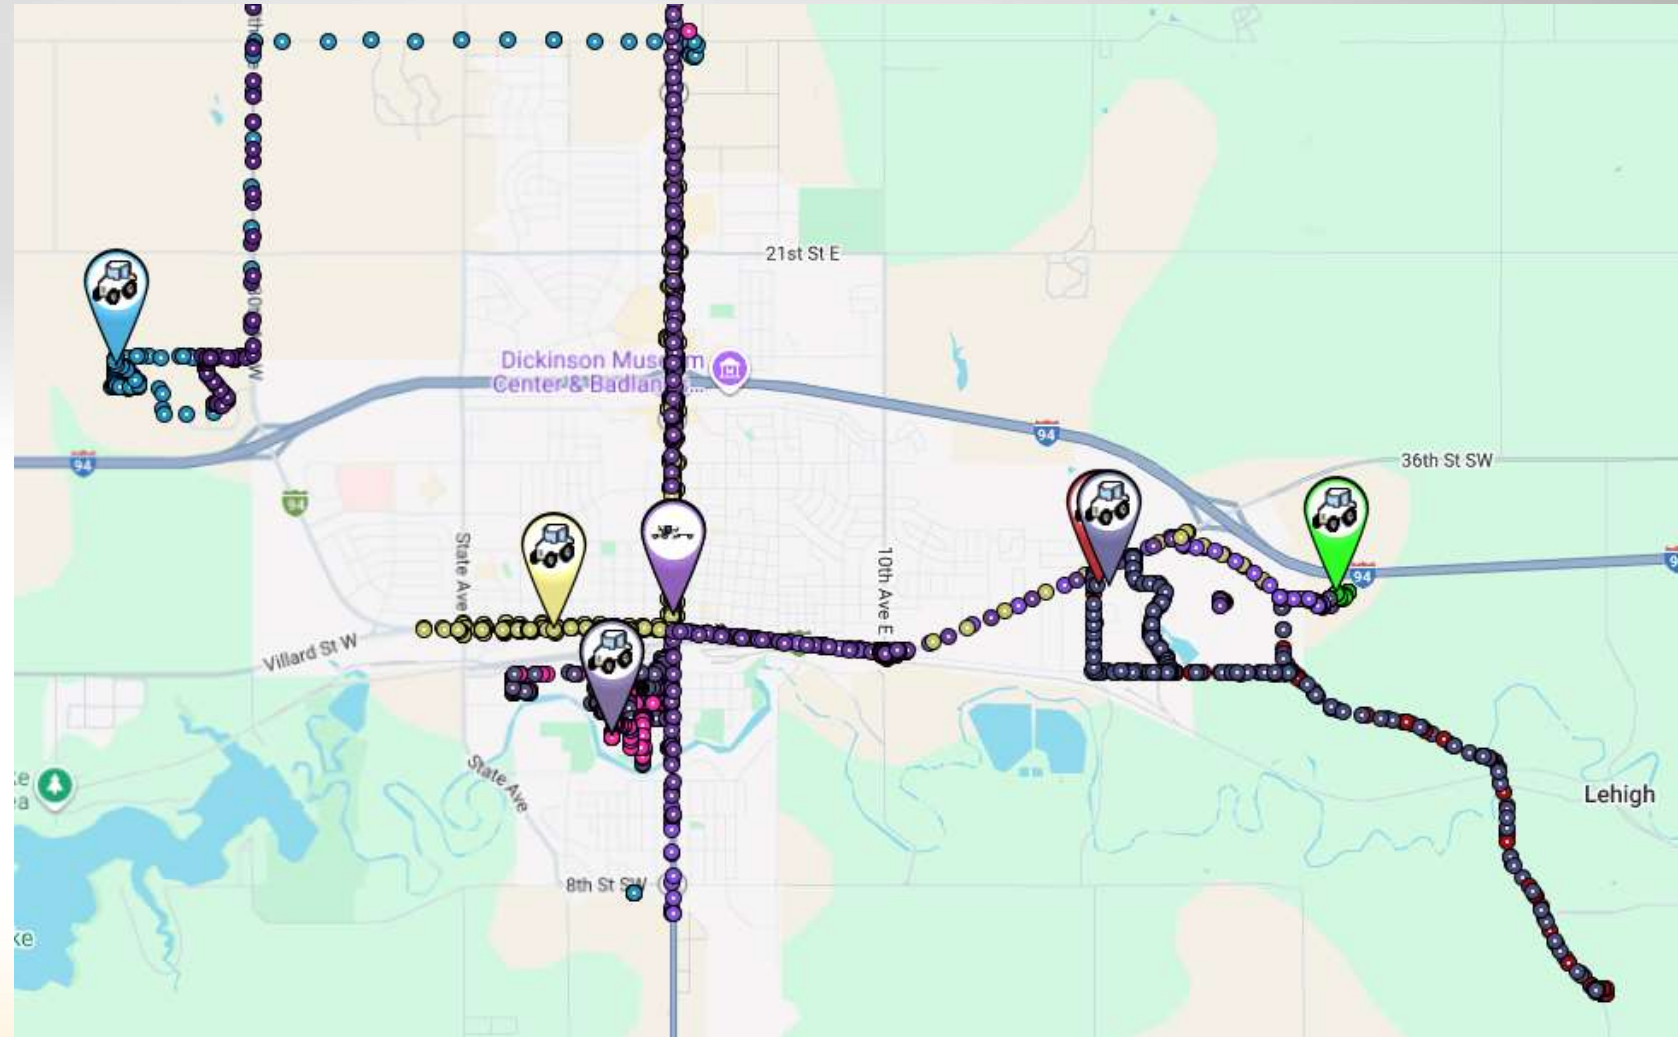 21st St E
Dickinson Museum
Center & Badlan
94
94
36th St SW
94
94
State Ave
10th Ave E
Villard St W
State Ave
Lehigh
8th St SW
ke